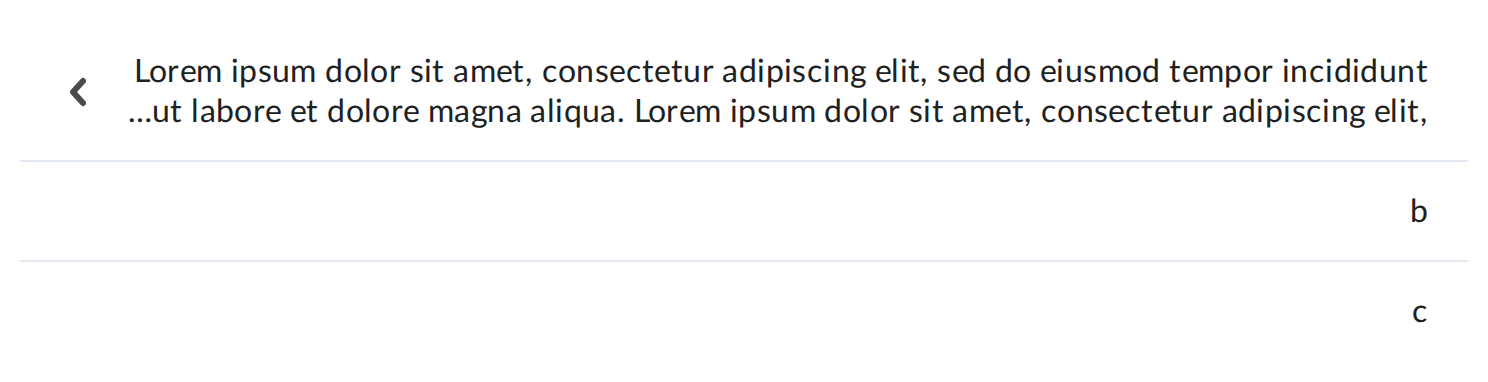 Lorem ipsum dolor sit amet, consectetur adipiscing elit, sed do eiusmod tempor incididunt
...ut labore et dolore magna aliqua. Lorem ipsum dolor sit amet, consectetur adipiscing elit,
b
c